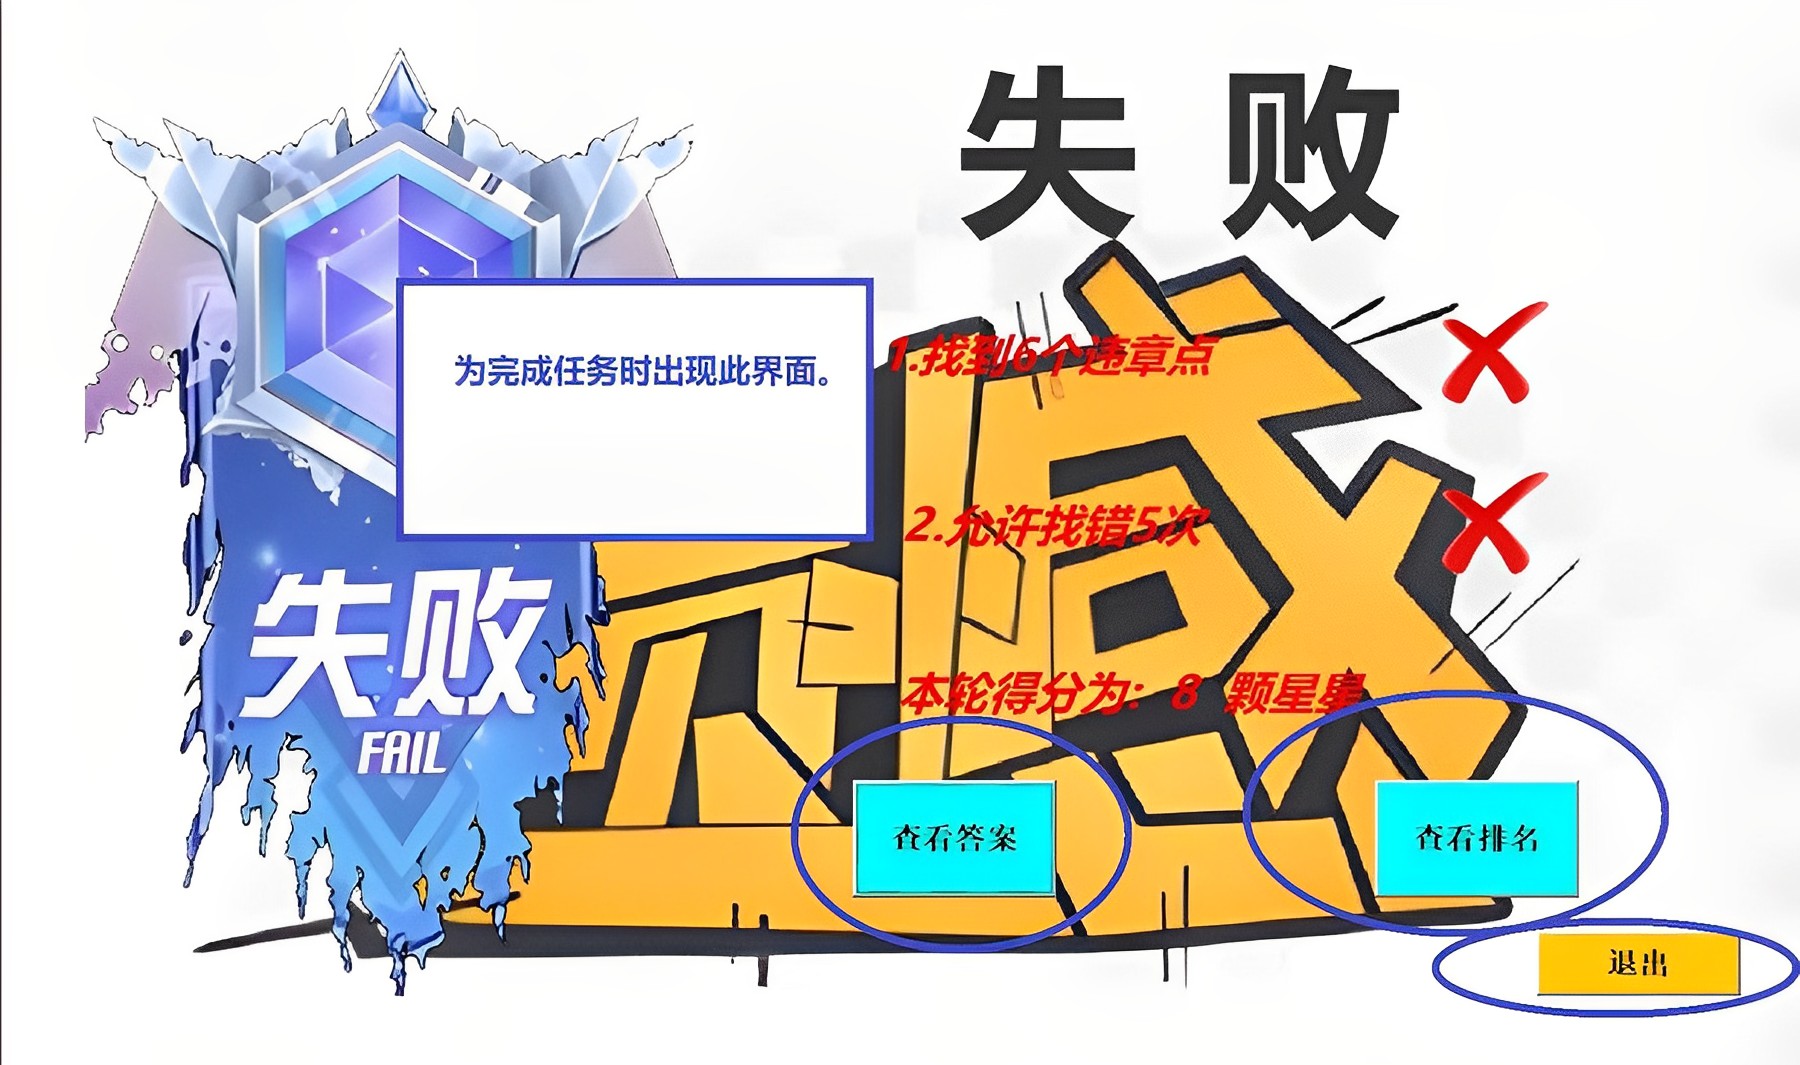 失 败
为完成任务时出现此界面。
1.找到6个违章点
2.允许找错5次
失败
FAIL
本轮得分为: 8 颗星星
查看答案
查看排名
退出